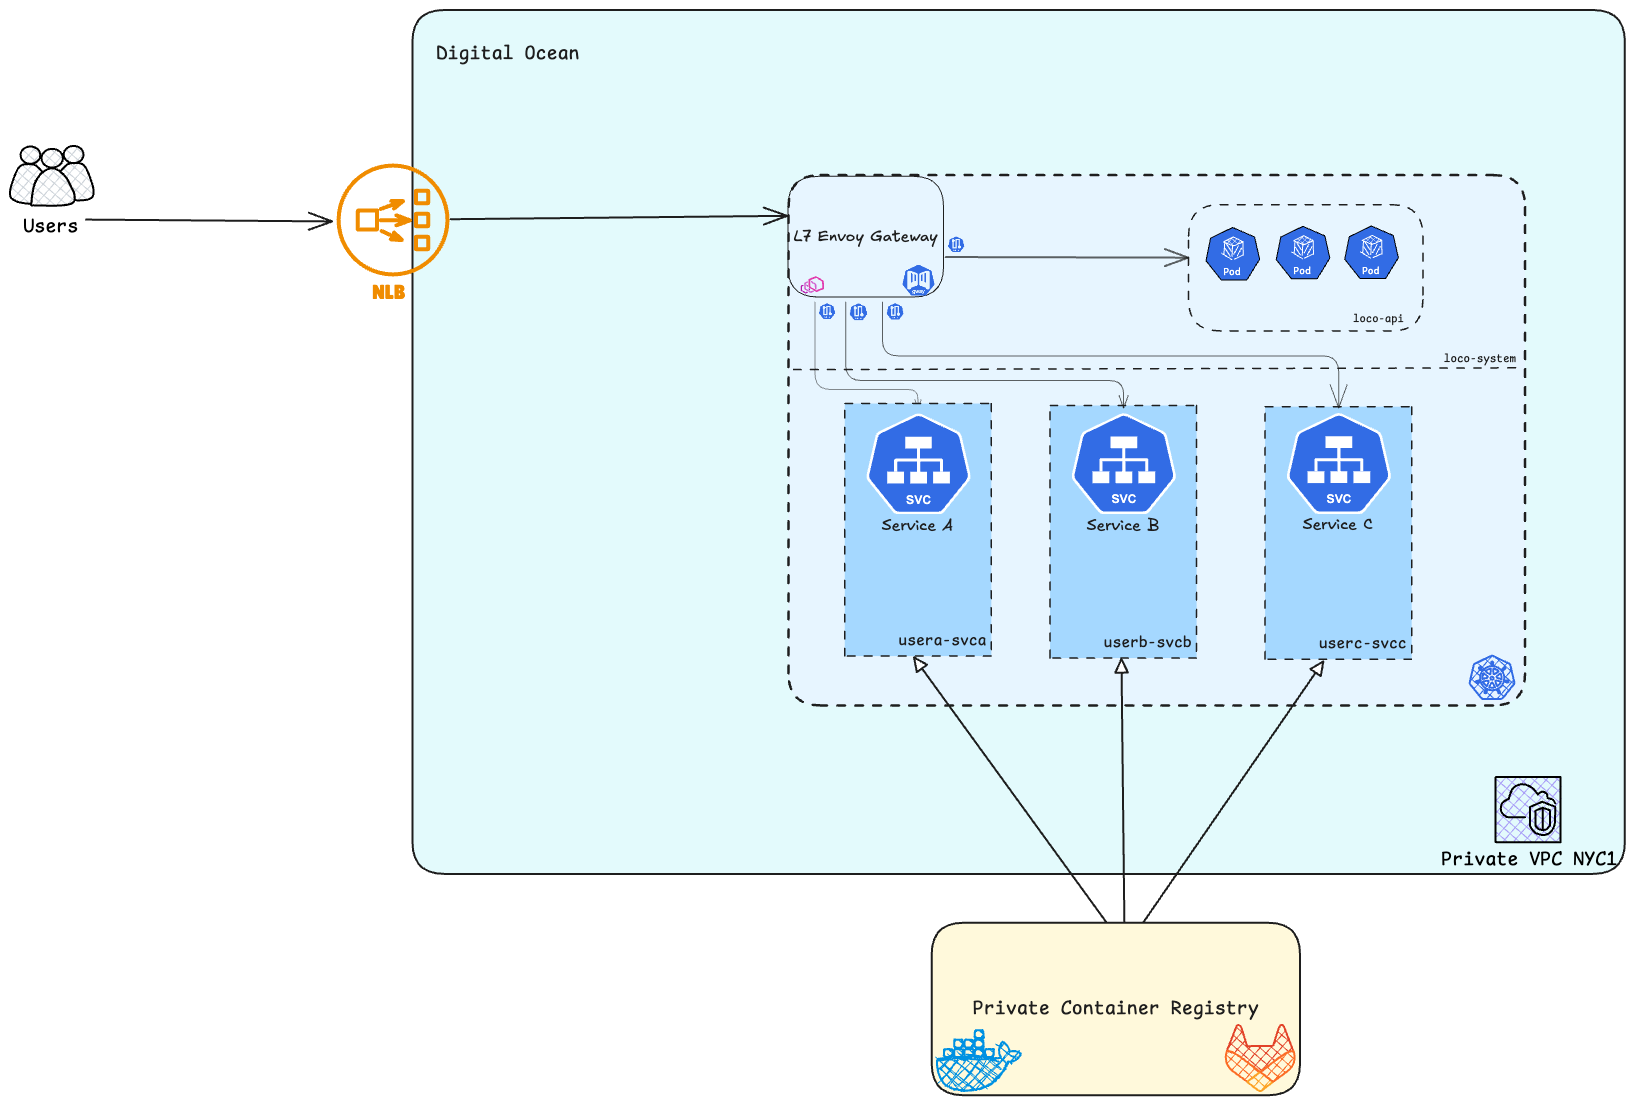 Digital Ocean
Users
NLB
L7 Envoy Gateway
gway
Pod
Pod
Pod
loco-api
loco-system
svc
Service A
usera-svca
svc
Service B
userb-svcb
svc
Service C
userc-svcc
Private VPC NYC1
Private Container Registry